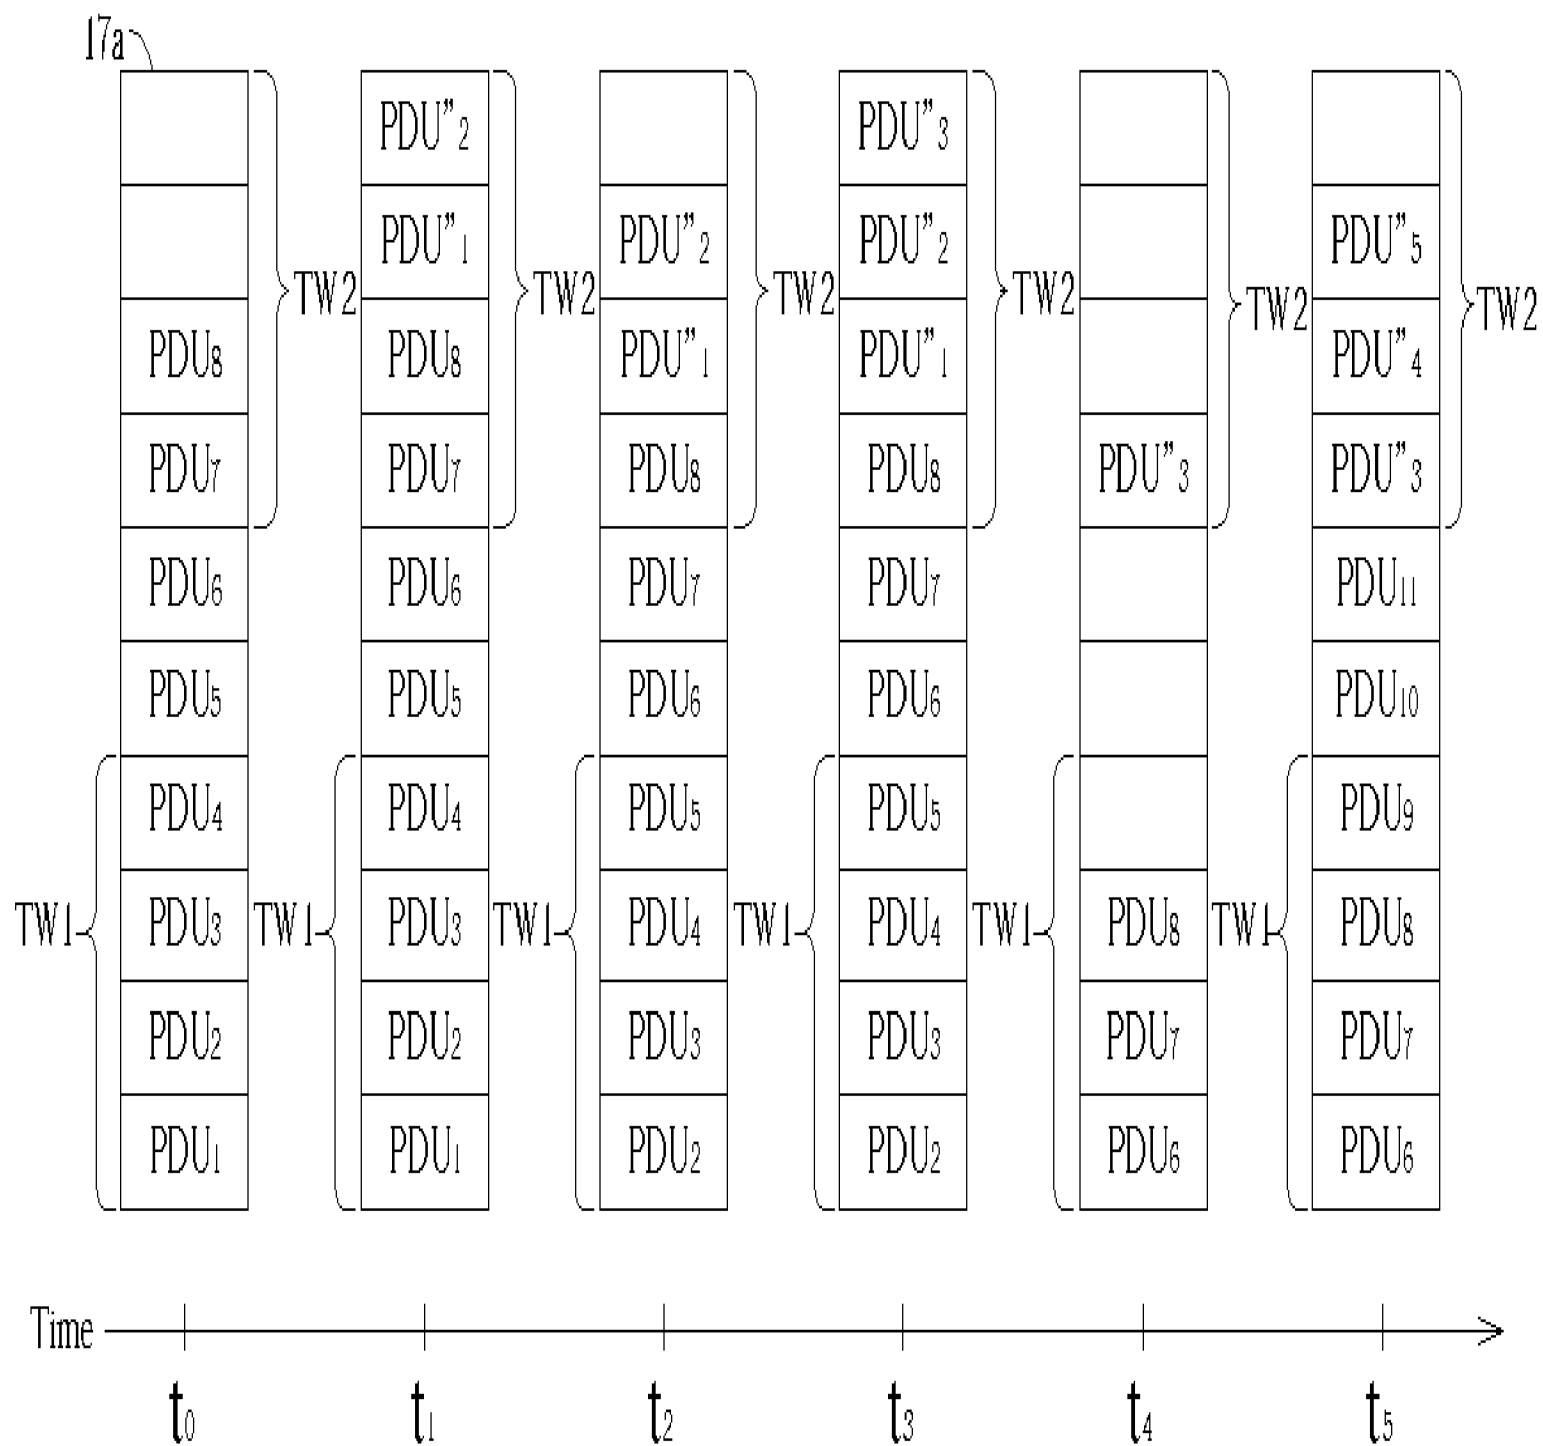 17a
PDU”2 PDU”3
PDU”1 PDU”2 PDU”2 PDU”5
TW2 TW2 TW2 TW2 TW2 TW2
PDU8 PDU8 PDU”1 PDU”1 PDU”4
PDU7 PDU7 PDU8 PDU8 PDU”3 PDU”3
PDU6 PDU6 PDU7 PDU7 PDU11
PDU5 PDU5 PDU6 PDU6 PDU10
PDU4 PDU4 PDU5 PDU5 PDU9
TW1 PDU3 TW1 PDU3 TW1 PDU4 TW1 PDU4 TW1 PDU8 TW1 PDU8
PDU2 PDU2 PDU3 PDU3 PDU7 PDU7
PDU1 PDU1 PDU2 PDU2 PDU6 PDU6
Time
t0 t1 t2 t3 t4 t5